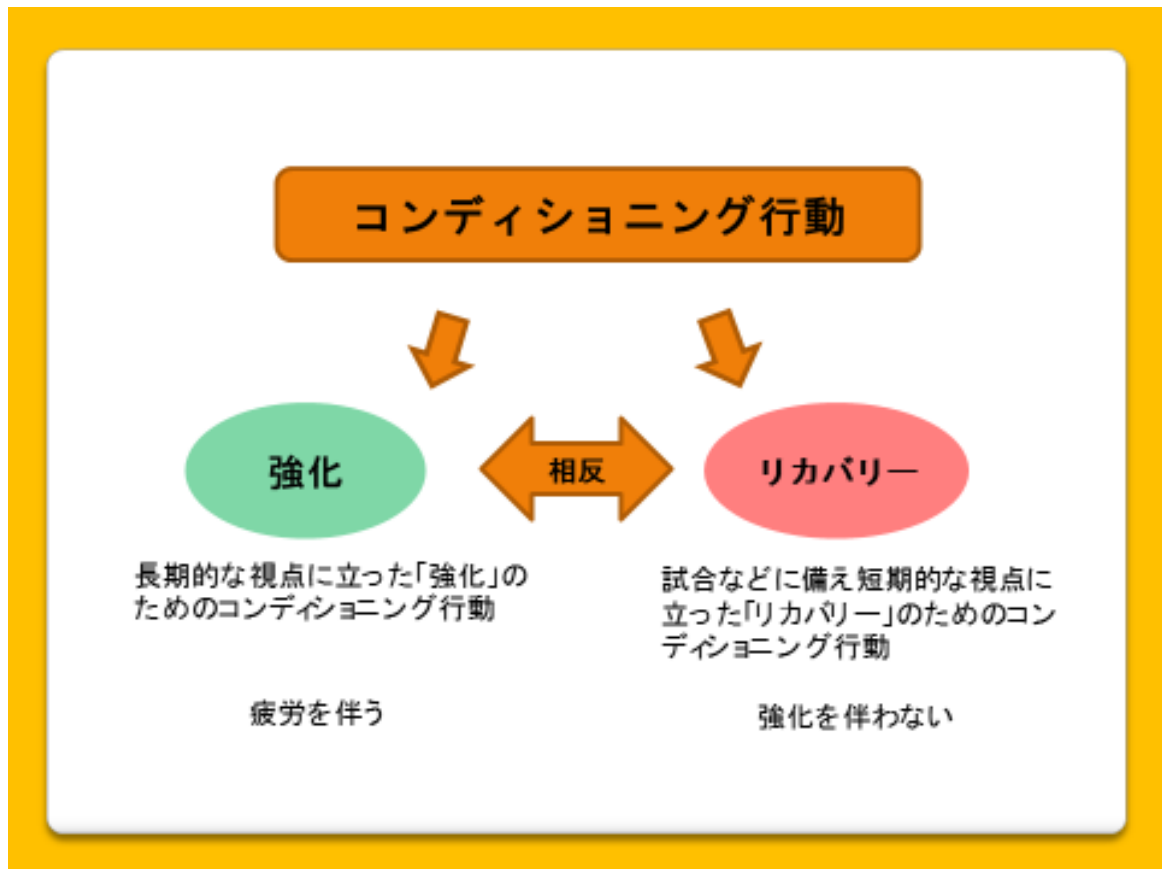 コンディショニング行動
強化
相反
リカバリー
長期的な視点に立った「強化」の
ためのコンディショニング行動
試合などに備え短期的な視点に
立った「リカバリー」のためのコン
ディショニング行動
疲労を伴う
強化を伴わない